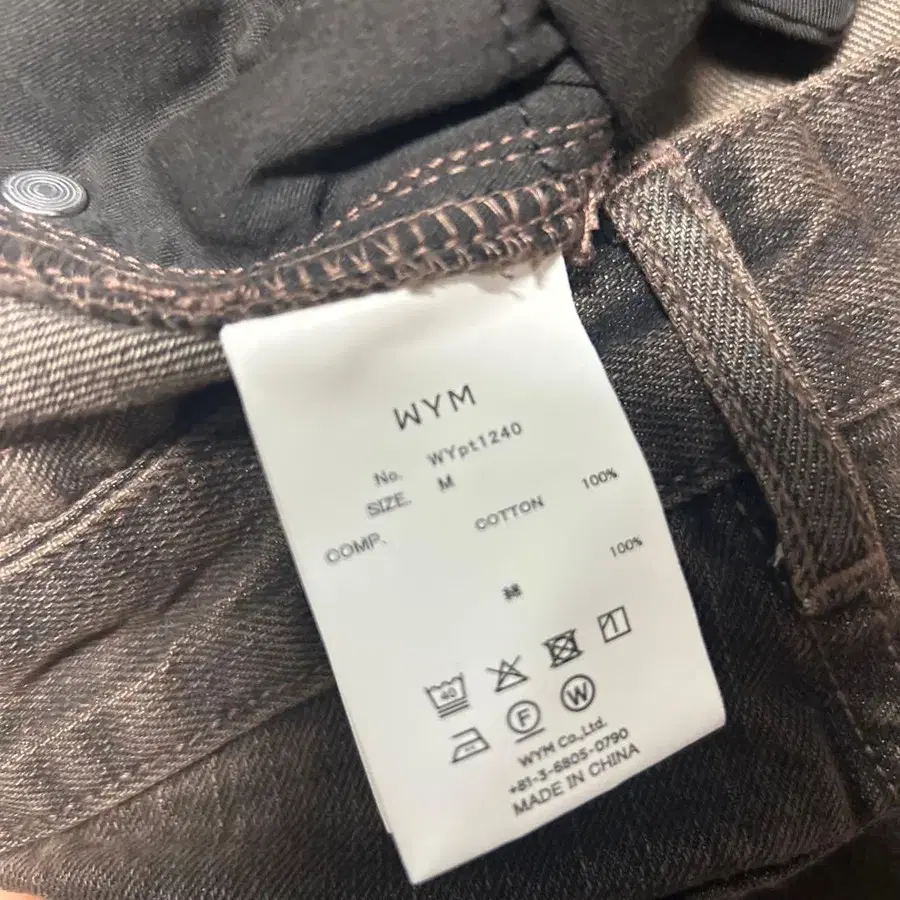 WYM
No. WYpt1240
SIZE. M
COMP. COTTON 100%
綿 100%
40
F W
WYM Co.,Ltd.
+81-3-6805-0790
MADE IN CHINA